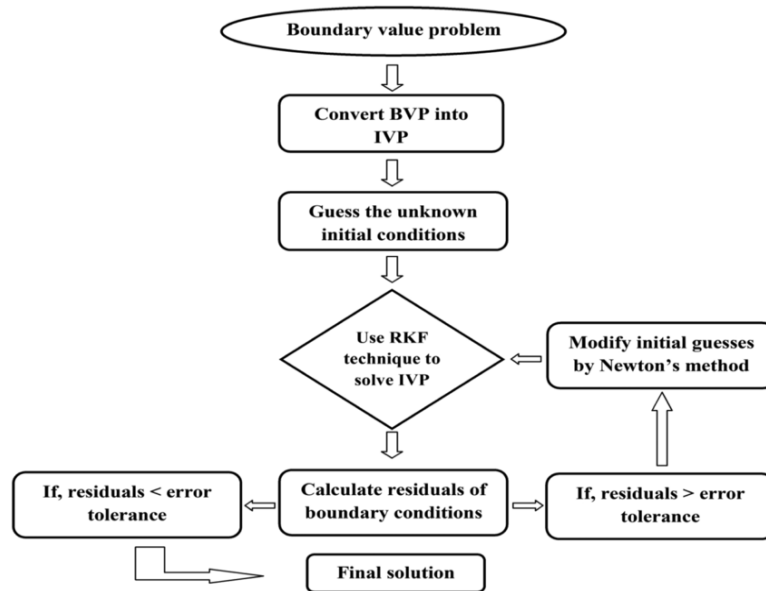 Boundary value problem
Convert BVP into
IVP
Guess the unknown
initial conditions
Use RKF
technique to
solve IVP
Modify initial guesses
by Newton’s method
If, residuals < error
tolerance
Calculate residuals of
boundary conditions
If, residuals > error
tolerance
Final solution